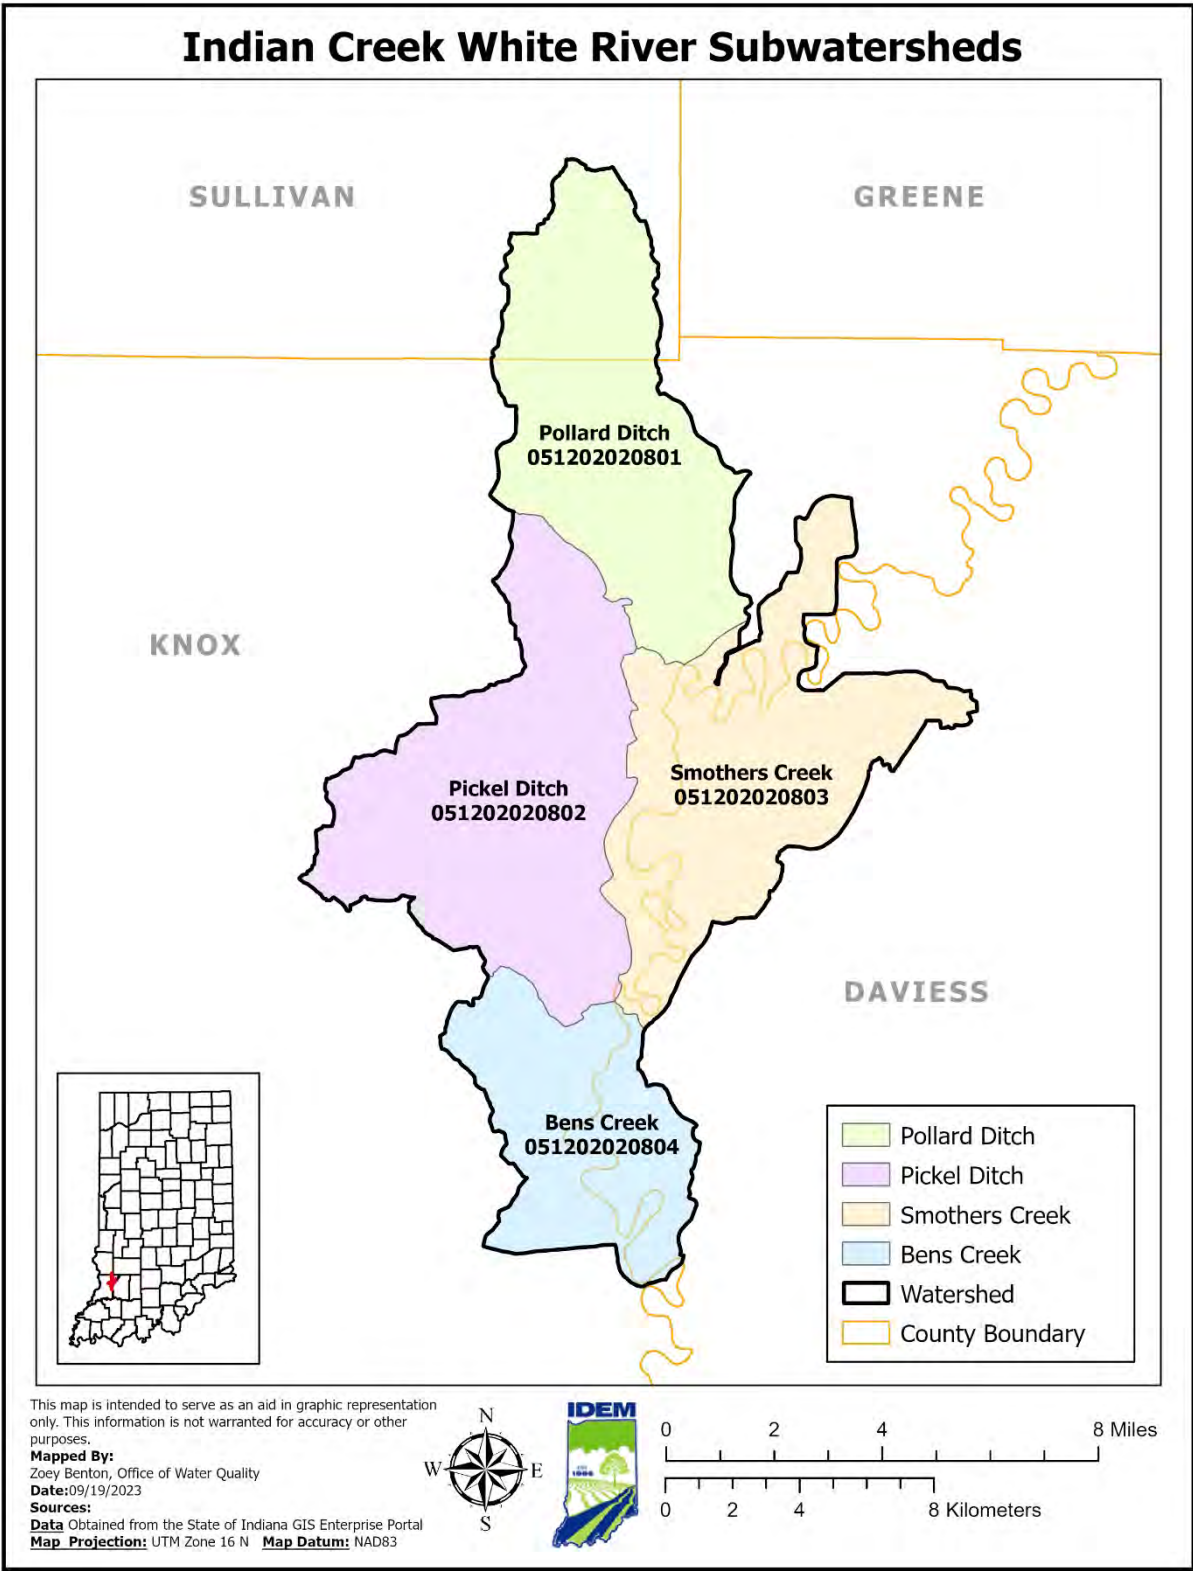 Indian Creek White River Subwatersheds
SULLIVAN
GREENE
Pollard Ditch
051202020801
KNOX
Smothers Creek
051202020803
Pickel Ditch
051202020802
DAVIESS
Bens Creek
051202020804
Pollard Ditch
Pickel Ditch
Smothers Creek
Bens Creek
Watershed
County Boundary
This map is intended to serve as an aid in graphic representation
only. This information is not warranted for accuracy or other
purposes.
Mapped By:
Zoey Benton, Office of Water Quality
Date:09/19/2023
Sources:
Data Obtained from the State of Indiana GIS Enterprise Portal
Map Projection: UTM Zone 16 N Map Datum: NAD83
N
W E
S
IDEM
0 2 4 8 Miles
0 2 4 8 Kilometers